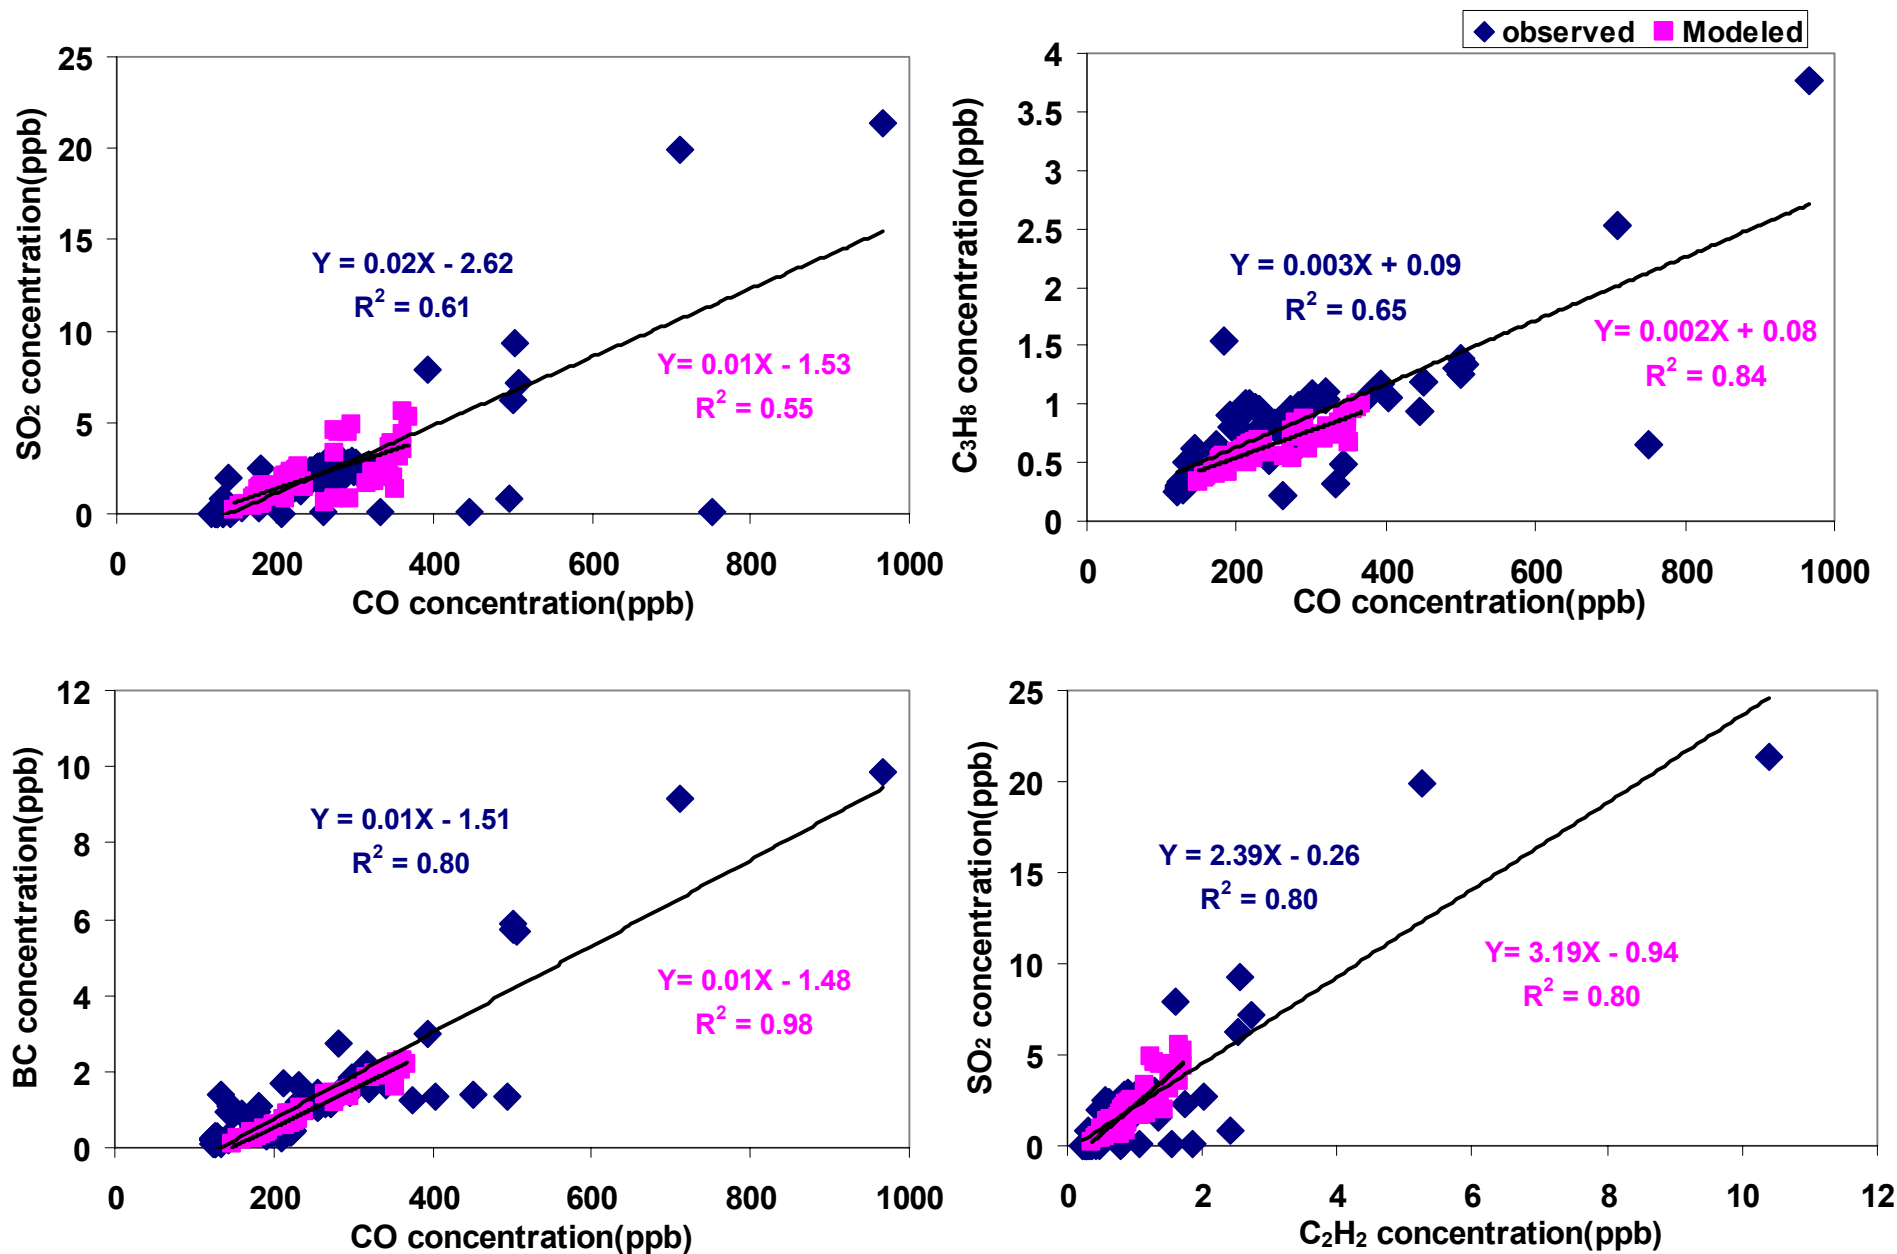 observed Modeled
25
20
15
10
5
0
SO2 concentration(ppb)
Y = 0.02X - 2.62
R2 = 0.61
Y= 0.01X - 1.53
R2 = 0.55
0 200 400 600 800 1000
CO concentration(ppb)
4
3.5
3
2.5
2
1.5
1
0.5
0
C3H8 concentration(ppb)
Y = 0.003X + 0.09
R2 = 0.65
Y= 0.002X + 0.08
R2 = 0.84
0 200 400 600 800 1000
CO concentration(ppb)
12
10
8
6
4
2
0
BC concentration(ppb)
Y = 0.01X - 1.51
R2 = 0.80
Y= 0.01X - 1.48
R2 = 0.98
0 200 400 600 800 1000
CO concentration(ppb)
25
20
15
10
5
0
SO2 concentration(ppb)
Y = 2.39X - 0.26
R2 = 0.80
Y= 3.19X - 0.94
R2 = 0.80
0 2 4 6 8 10 12
C2H2 concentration(ppb)